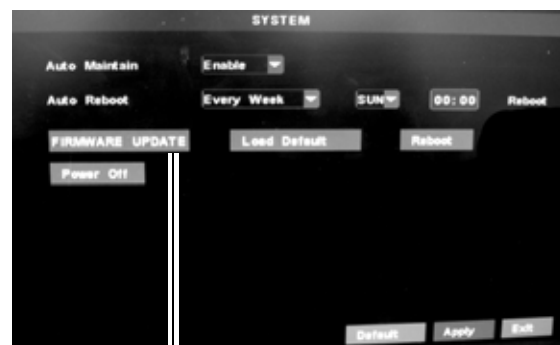 SYSTEM
Auto Maintain Enable
Auto Reboot Every Week SUN 00:00 Reboot
FIRMWARE UPDATE Load Default Reboot
Power Off
Default Apply Exit